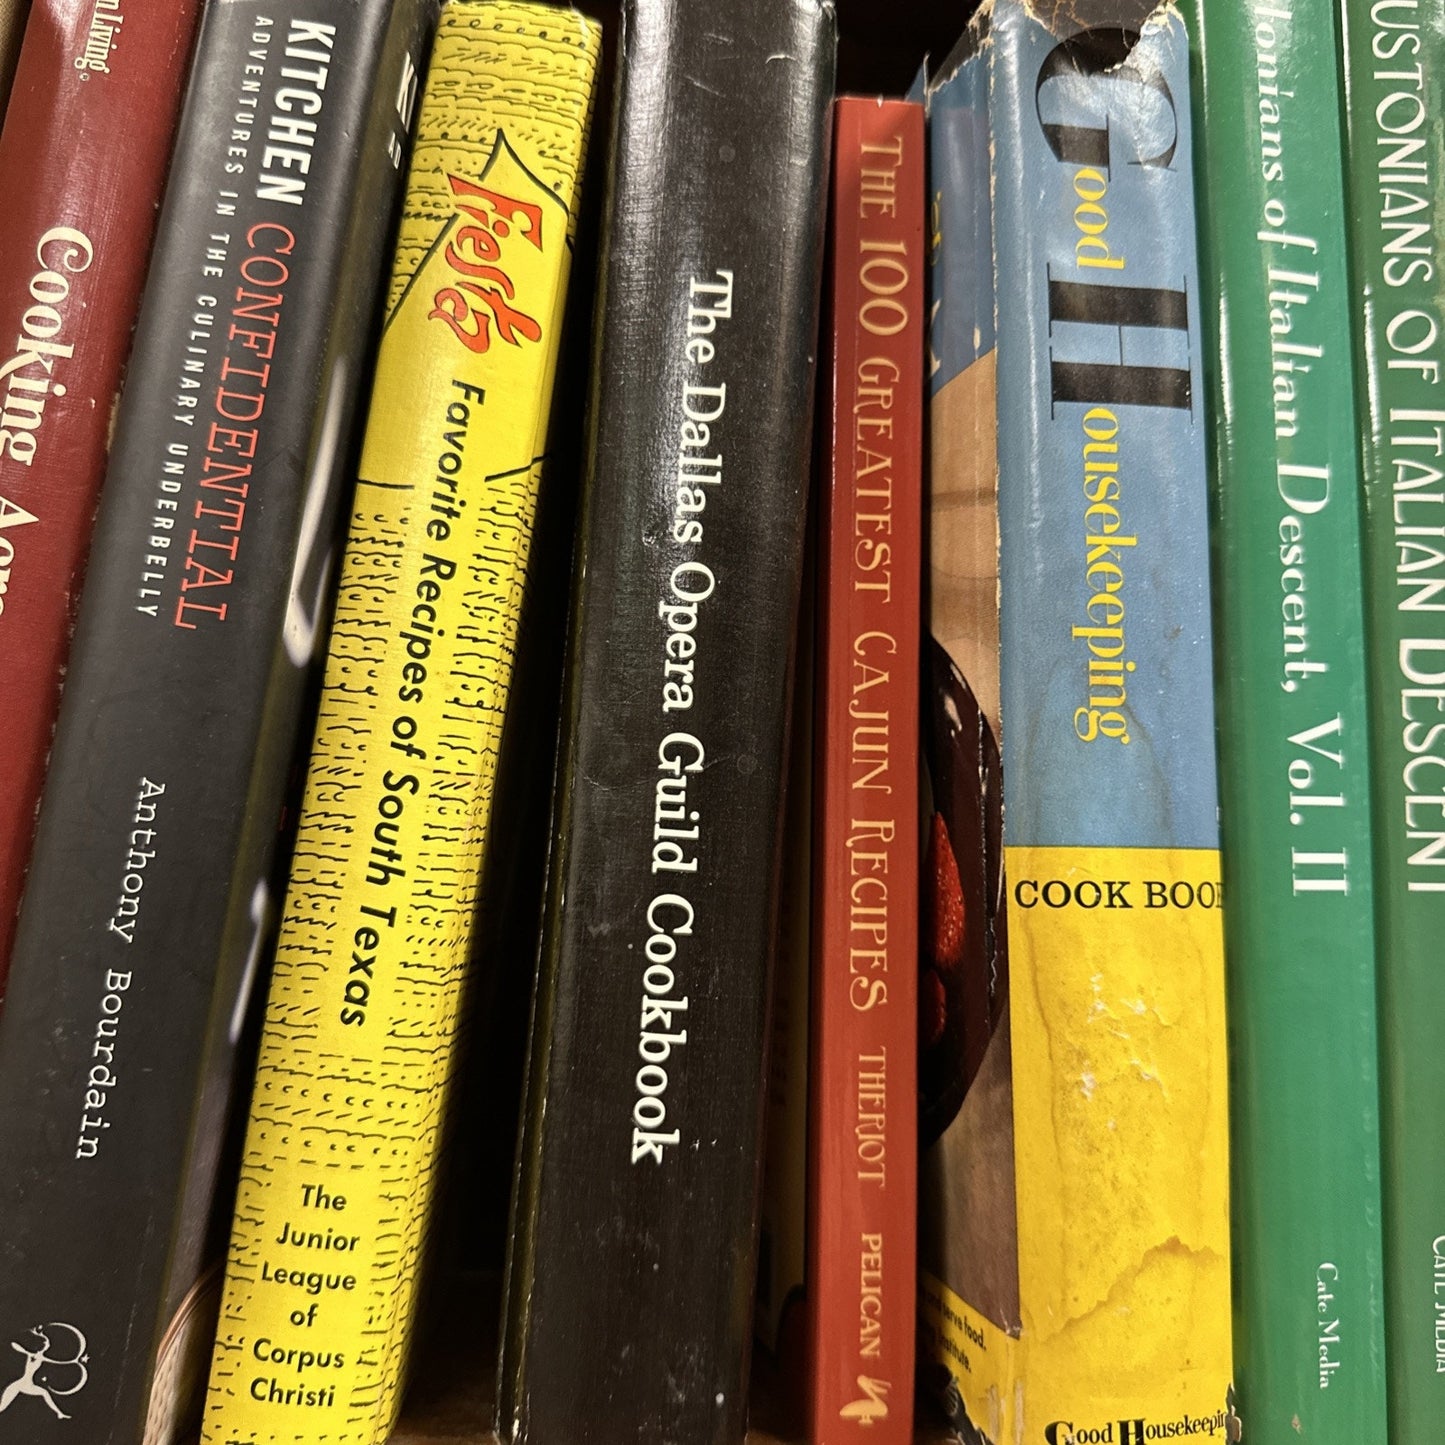 Living
Cooking
KITCHEN CONFIDENTIAL
ADVENTURES IN THE CULINARY UNDERBELLY
Anthony Bourdain
Fiesta
Favorite Recipes of South Texas
The
Junior
League
of
Corpus
Christi
The Dallas Opera Guild Cookbook
THE 100 GREATEST CAJUN RECIPES THERIOT PELICAN
Good Housekeeping
COOK BOOK
Good Housekeeping
serve food.
of Italian Descent, Vol. II
Cate Media
OF ITALIAN DESCENT
CATE MEDIA